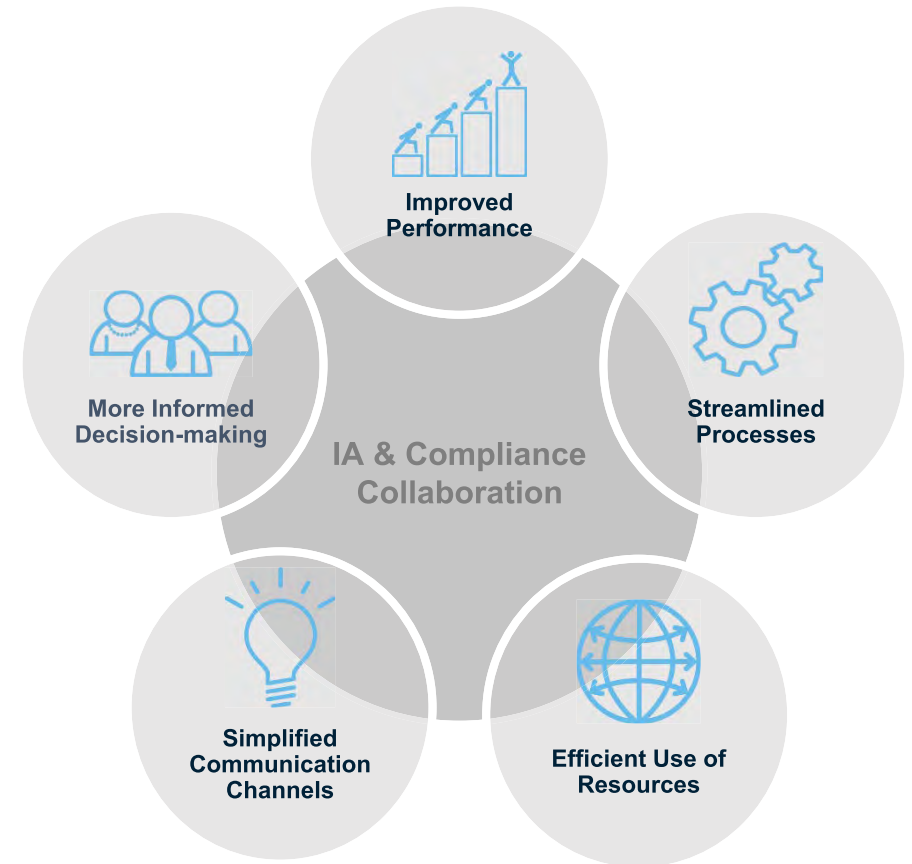 Improved
Performance
More Informed
Decision-making
Streamlined
Processes
IA & Compliance
Collaboration
Simplified
Communication
Channels
Efficient Use of
Resources